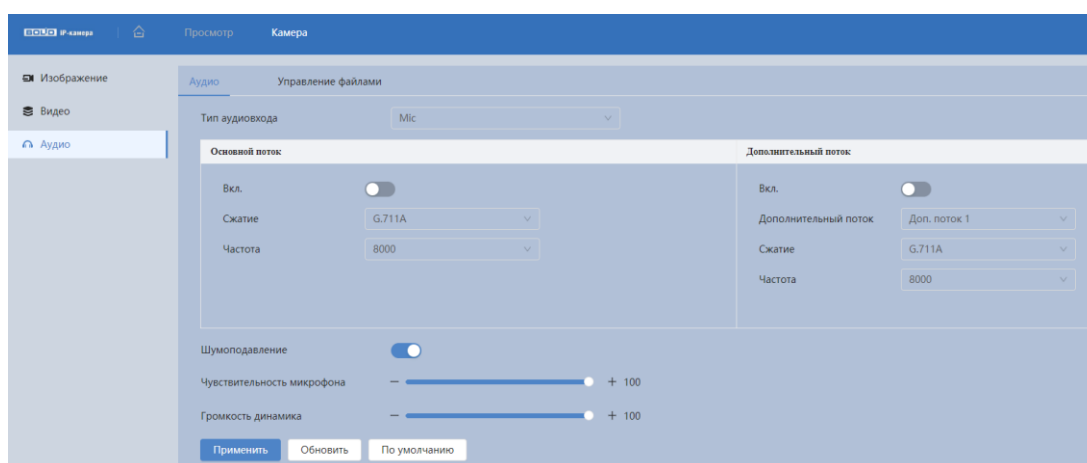 BOLID IP-камера Просмотр Камера
Изображение
Видео
Аудио
Аудио Управление файлами
Тип аудиовхода Mic
Основной поток
Вкл.
Сжатие G.711A
Частота 8000
Дополнительный поток
Вкл.
Дополнительный поток Доп. поток 1
Сжатие G.711A
Частота 8000
Шумоподавление
Чувствительность микрофона − + 100
Громкость динамика − + 100
Применить Обновить По умолчанию